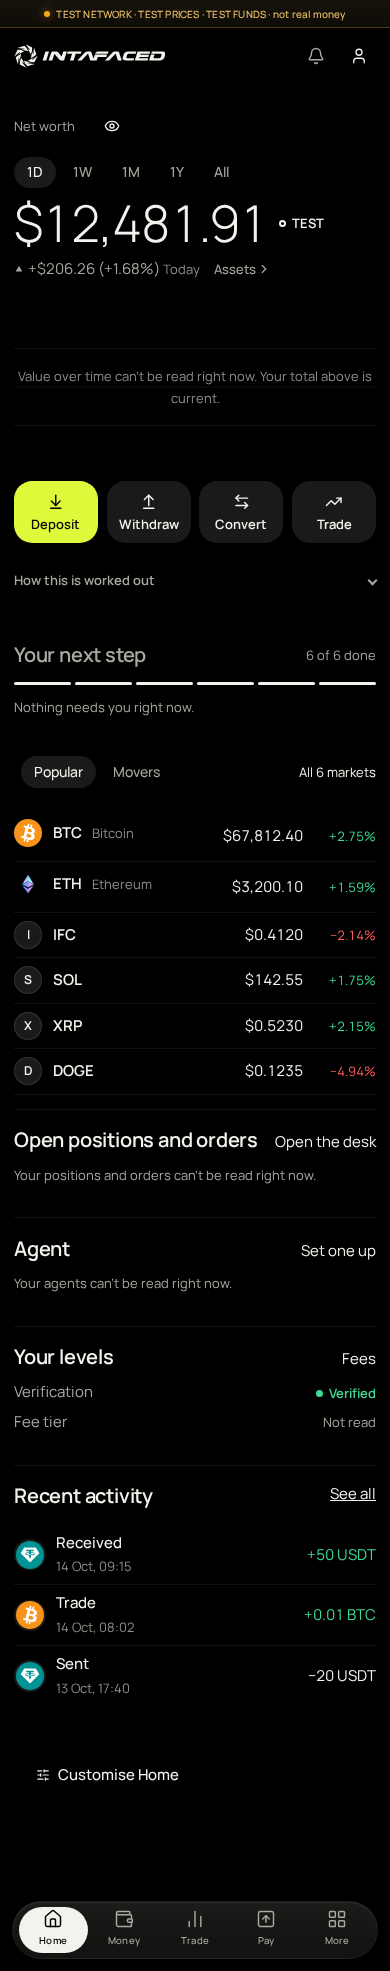 TEST NETWORK · TEST PRICES · TEST FUNDS · not real money
INTAFACED
Net worth
1D 1W 1M 1Y All
$12,481.91 TEST
+$206.26 (+1.68%) Today Assets
Value over time can't be read right now. Your total above is
current.
Deposit Withdraw Convert Trade
How this is worked out
Your next step 6 of 6 done
Nothing needs you right now.
Popular Movers All 6 markets
BTC Bitcoin $67,812.40 +2.75%
ETH Ethereum $3,200.10 +1.59%
I IFC $0.4120 −2.14%
S SOL $142.55 +1.75%
X XRP $0.5230 +2.15%
D DOGE $0.1235 −4.94%
Open positions and orders Open the desk
Your positions and orders can't be read right now.
Agent Set one up
Your agents can't be read right now.
Your levels Fees
Verification Verified
Fee tier Not read
Recent activity See all
Received
14 Oct, 09:15 +50 USDT
Trade
14 Oct, 08:02 +0.01 BTC
Sent
13 Oct, 17:40 −20 USDT
Customise Home
Home Money Trade Pay More